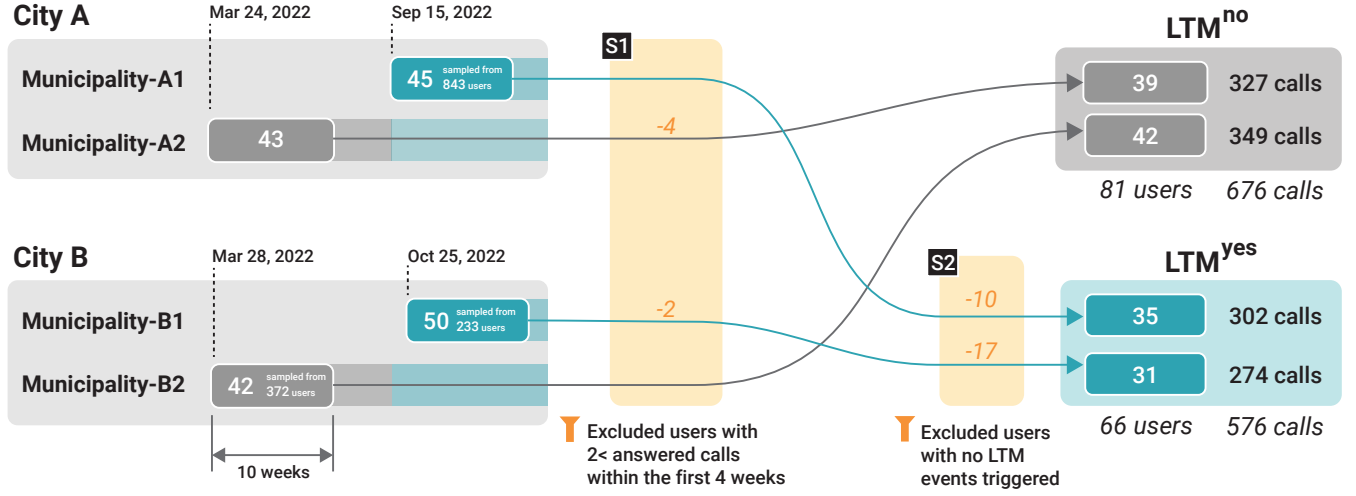 City A
Mar 24, 2022
Sep 15, 2022
Municipality-A1
45 sampled from
843 users
Municipality-A2
43
City B
Mar 28, 2022
Oct 25, 2022
Municipality-B1
50 sampled from
233 users
Municipality-B2
42 sampled from
372 users
10 weeks
S1
-4
-2
Excluded users with
2< answered calls
within the first 4 weeks
S2
-10
-17
Excluded users
with no LTM
events triggered
LTM^no
39 327 calls
42 349 calls
81 users 676 calls
LTM^yes
35 302 calls
31 274 calls
66 users 576 calls